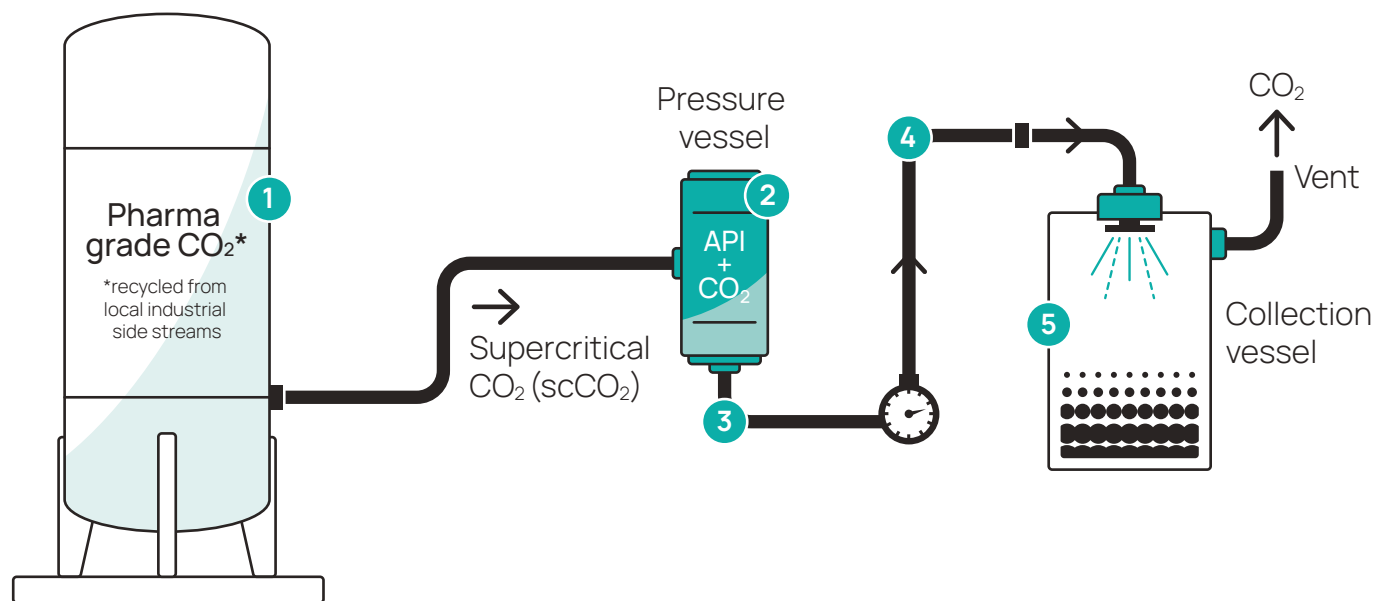 Pharma
grade CO₂*
*recycled from
local industrial
side streams
1
Supercritical
CO₂ (scCO₂)
Pressure
vessel
2
API
+
CO₂
3
4
5
Collection
vessel
Vent
CO₂